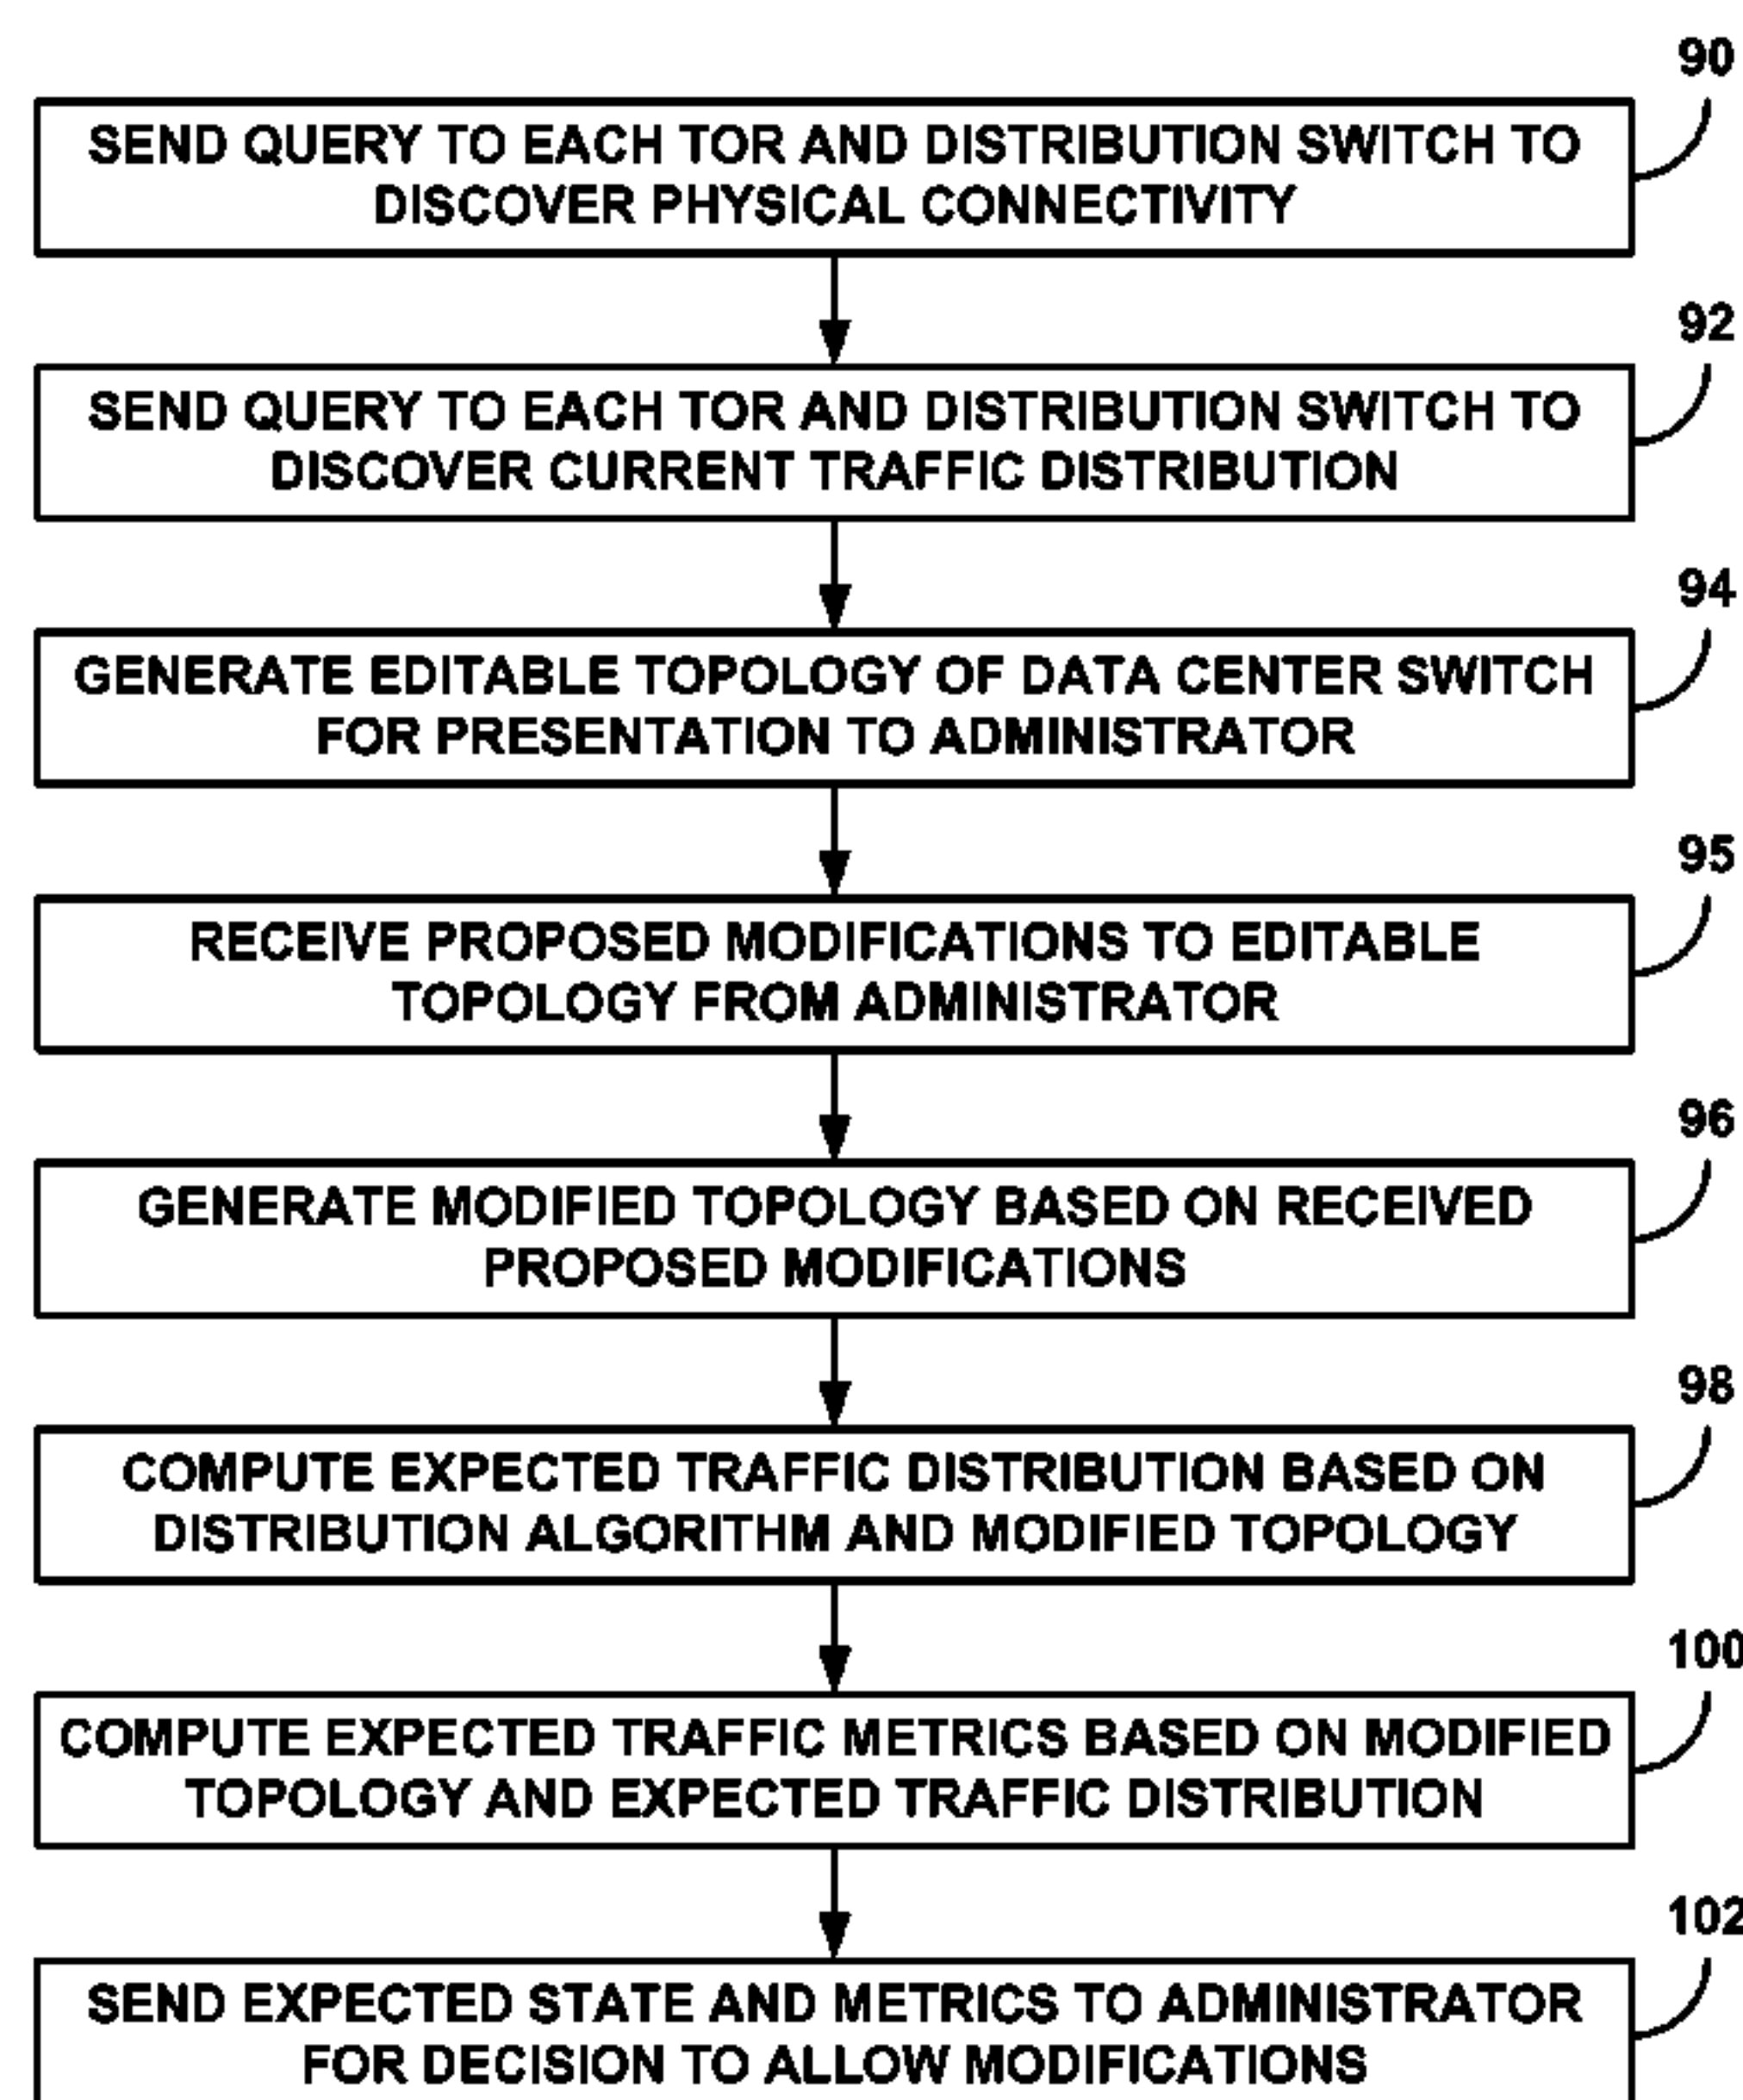 90
SEND QUERY TO EACH TOR AND DISTRIBUTION SWITCH TO
DISCOVER PHYSICAL CONNECTIVITY
92
SEND QUERY TO EACH TOR AND DISTRIBUTION SWITCH TO
DISCOVER CURRENT TRAFFIC DISTRIBUTION
94
GENERATE EDITABLE TOPOLOGY OF DATA CENTER SWITCH
FOR PRESENTATION TO ADMINISTRATOR
95
RECEIVE PROPOSED MODIFICATIONS TO EDITABLE
TOPOLOGY FROM ADMINISTRATOR
96
GENERATE MODIFIED TOPOLOGY BASED ON RECEIVED
PROPOSED MODIFICATIONS
98
COMPUTE EXPECTED TRAFFIC DISTRIBUTION BASED ON
DISTRIBUTION ALGORITHM AND MODIFIED TOPOLOGY
100
COMPUTE EXPECTED TRAFFIC METRICS BASED ON MODIFIED
TOPOLOGY AND EXPECTED TRAFFIC DISTRIBUTION
102
SEND EXPECTED STATE AND METRICS TO ADMINISTRATOR
FOR DECISION TO ALLOW MODIFICATIONS